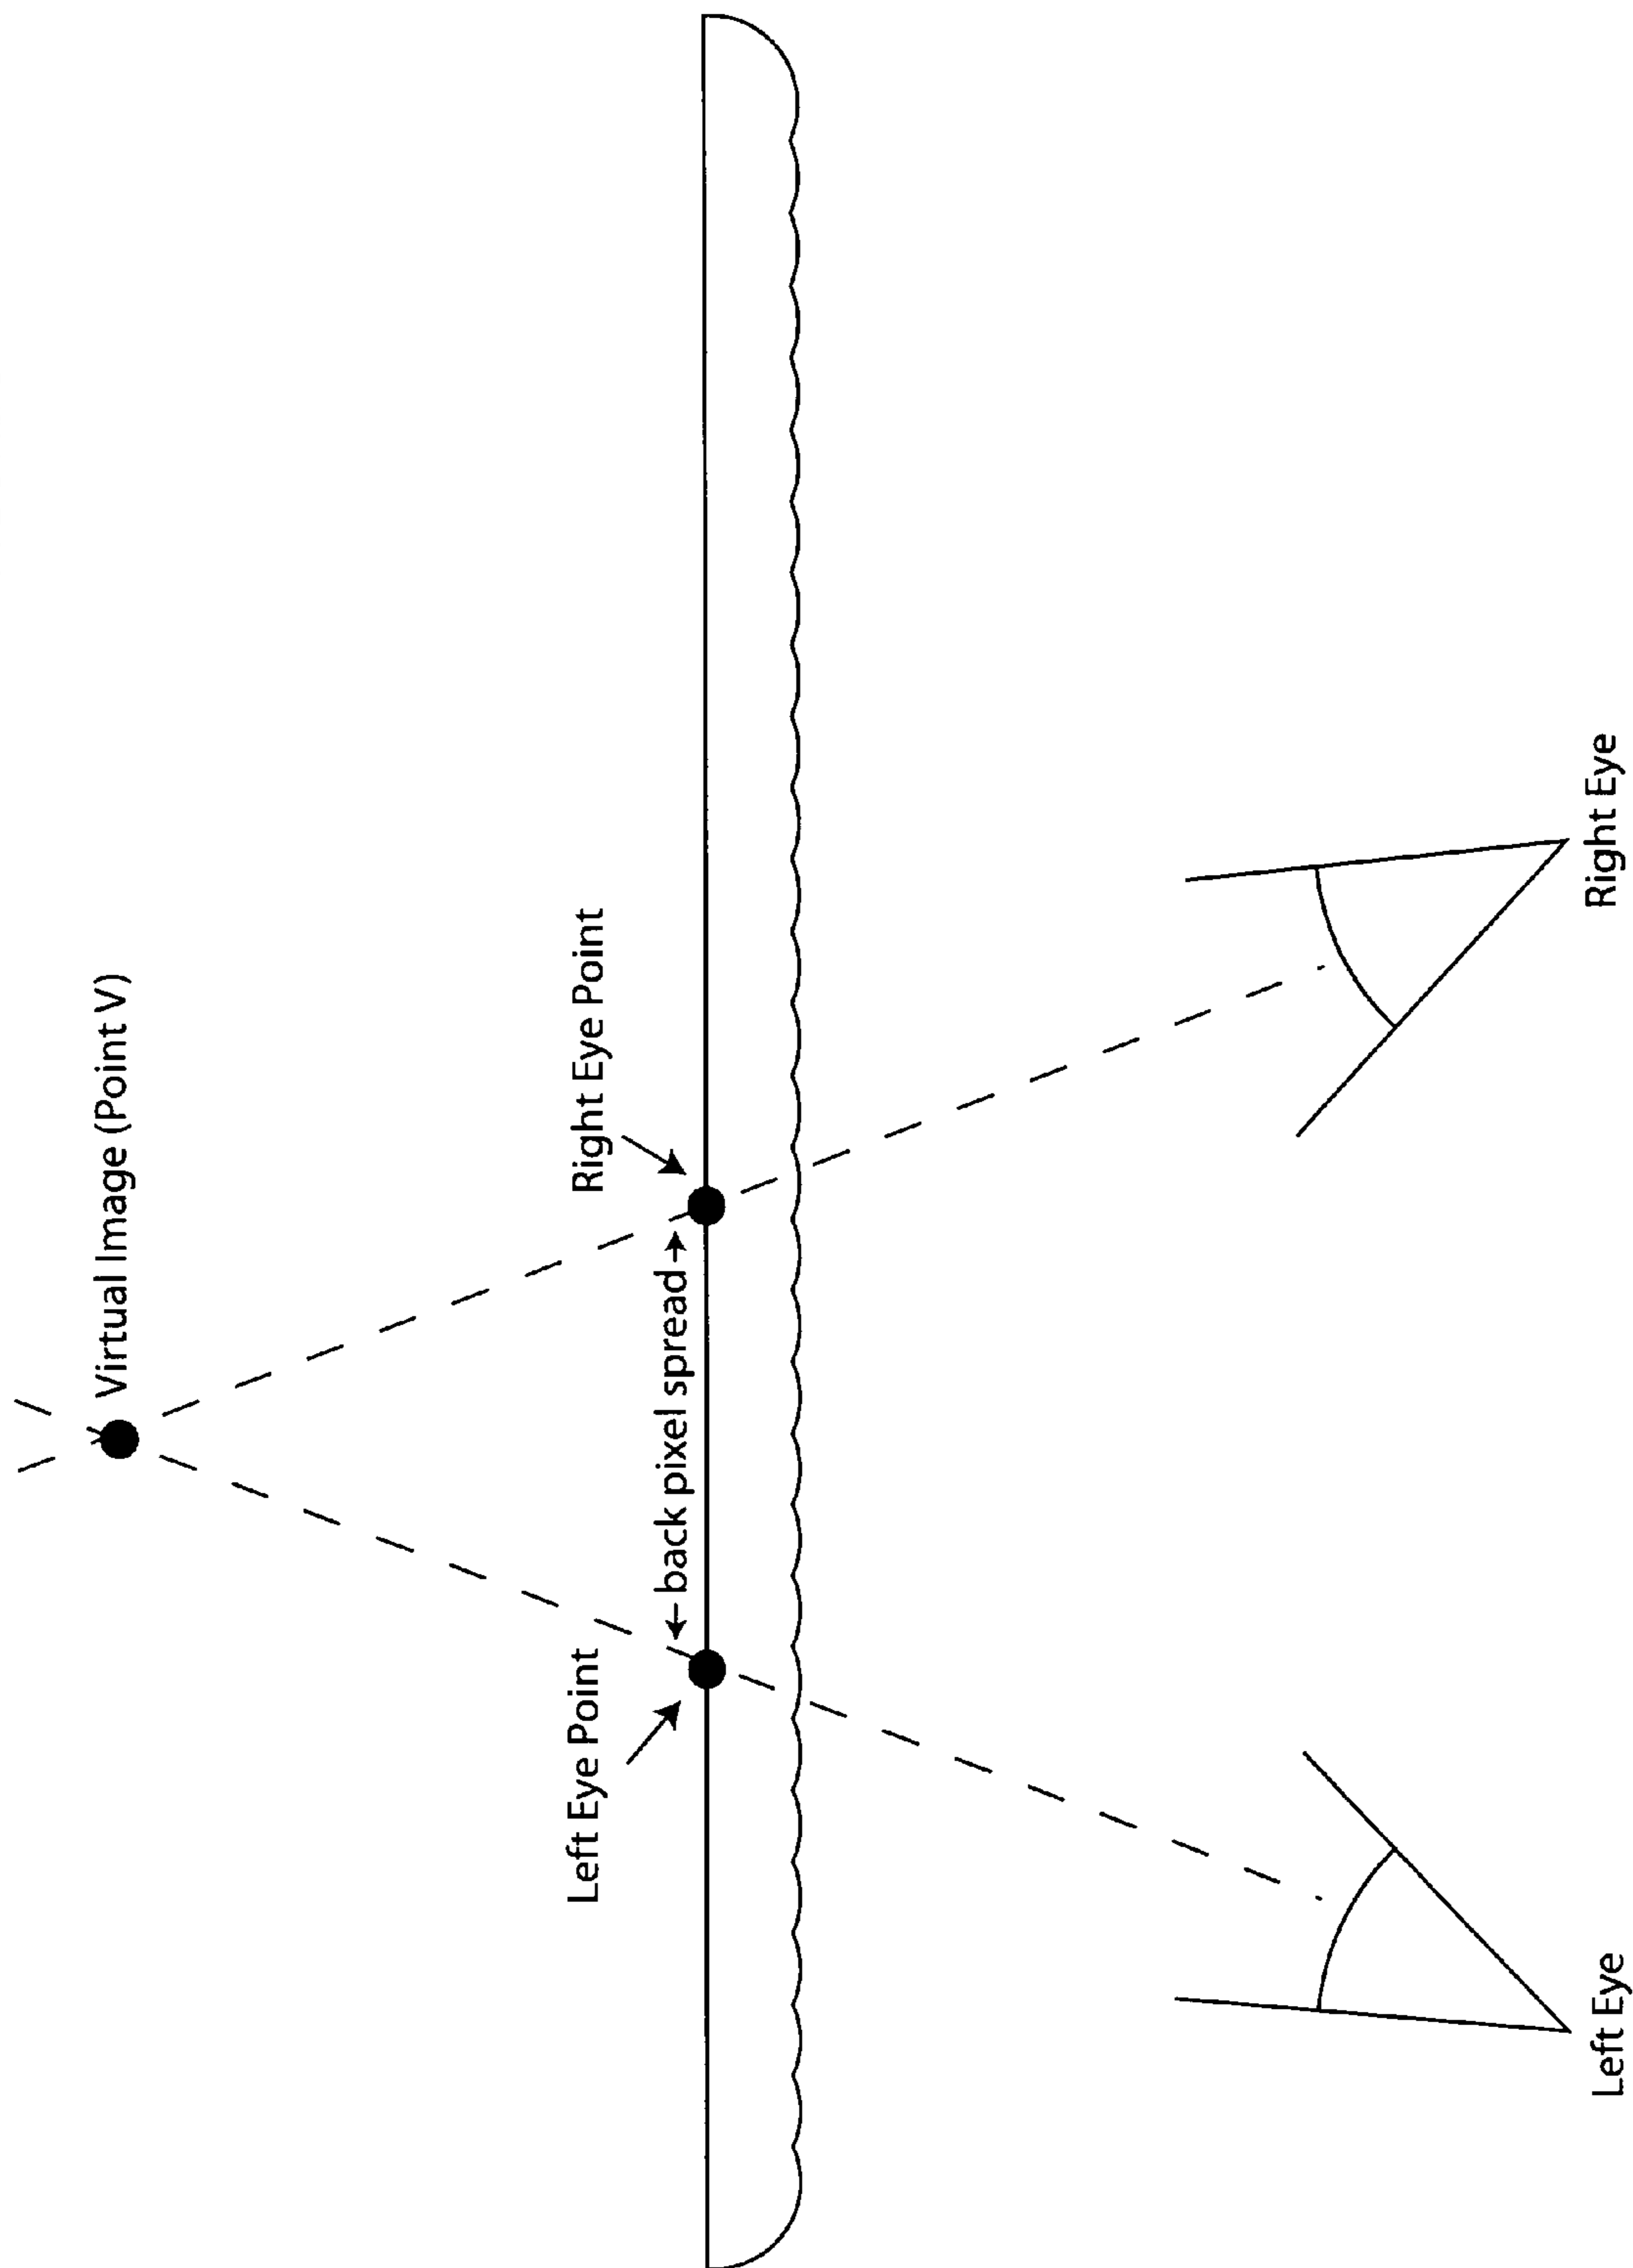 Virtual Image (Point V)
Left Eye Point
Right Eye Point
back pixel spread
Left Eye
Right Eye